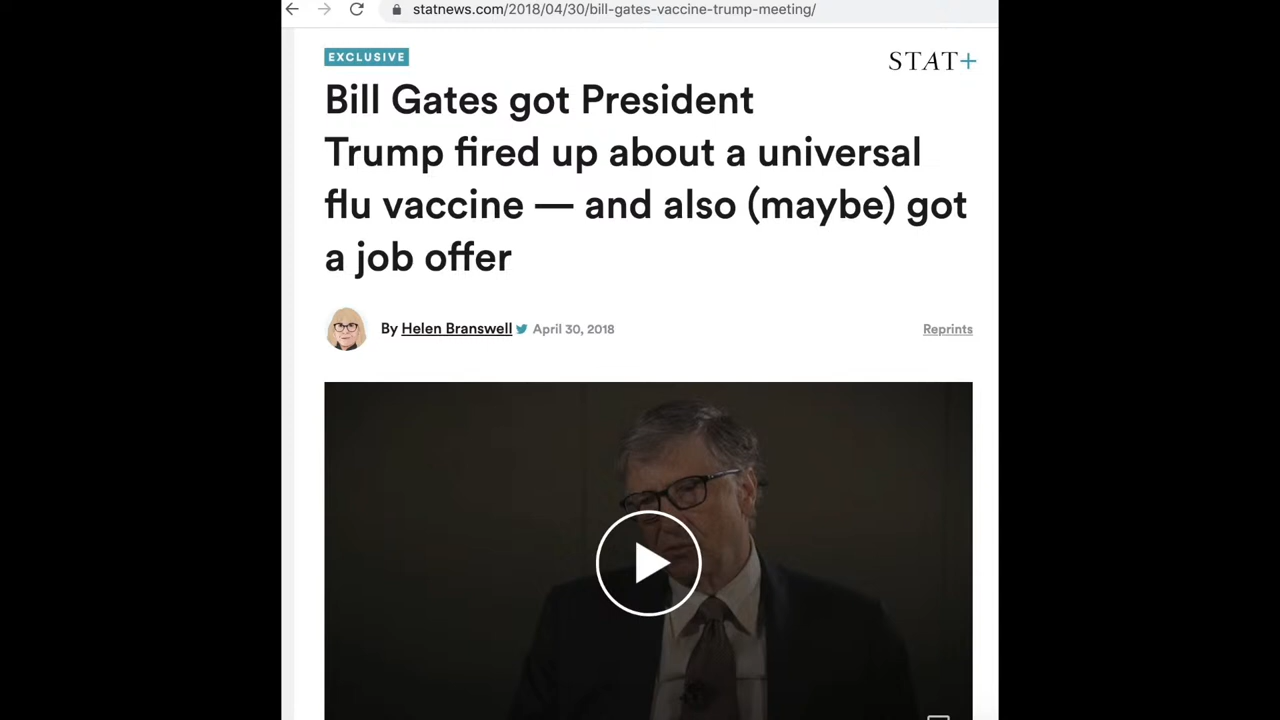 statnews.com/2018/04/30/bill-gates-vaccine-trump-meeting/
EXCLUSIVE
STAT+
Bill Gates got President
Trump fired up about a universal
flu vaccine — and also (maybe) got
a job offer
By Helen Branswell April 30, 2018
Reprints